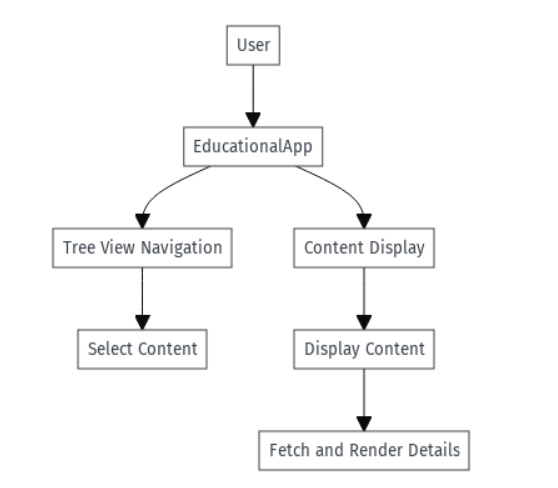 User
EducationalApp
Tree View Navigation
Content Display
Select Content
Display Content
Fetch and Render Details